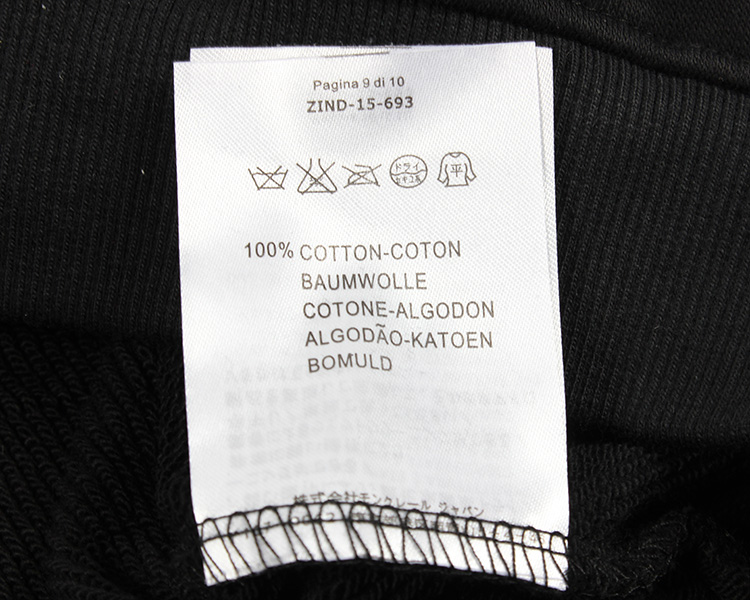 Pagina 9 di 10
ZIND-15-693
ドライ
セキユ系
平
100% COTTON-COTON
BAUMWOLLE
COTONE-ALGODON
ALGODÃO-KATOEN
BOMULD
株式会社モンクレール ジャパン